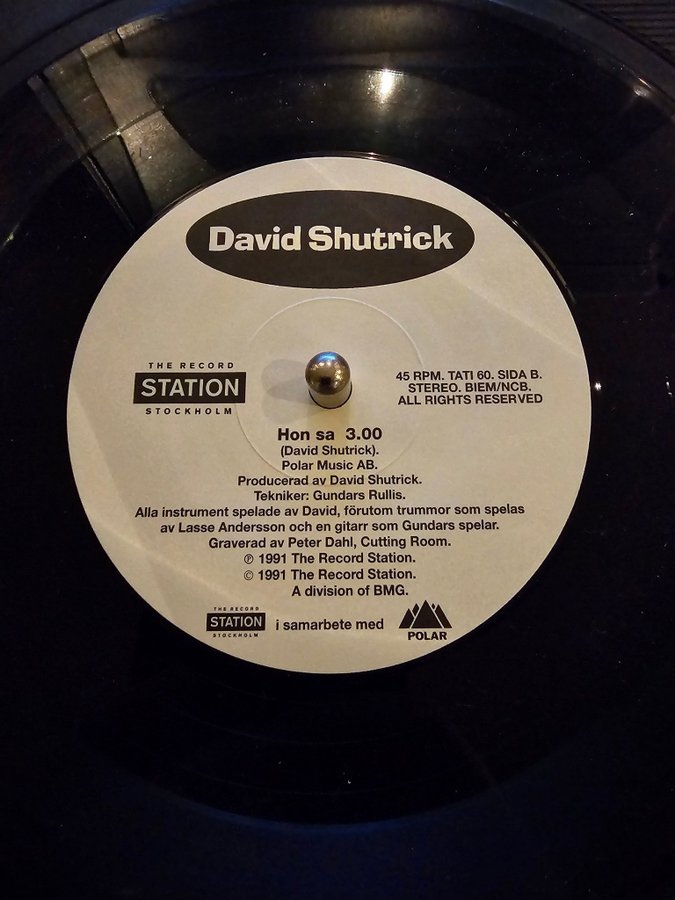 David Shutrick
THE RECORD
STATION
STOCKHOLM
45 RPM. TATI 60. SIDA B.
STEREO. BIEM/NCB.
ALL RIGHTS RESERVED
Hon sa 3.00
(David Shutrick).
Polar Music AB.
Producerad av David Shutrick.
Tekniker: Gundars Rullis.
Alla instrument spelade av David, förutom trummor som spelas
av Lasse Andersson och en gitarr som Gundars spelar.
Graverad av Peter Dahl, Cutting Room.
℗ 1991 The Record Station.
© 1991 The Record Station.
A division of BMG.
THE RECORD
STATION
STOCKHOLM
i samarbete med
POLAR